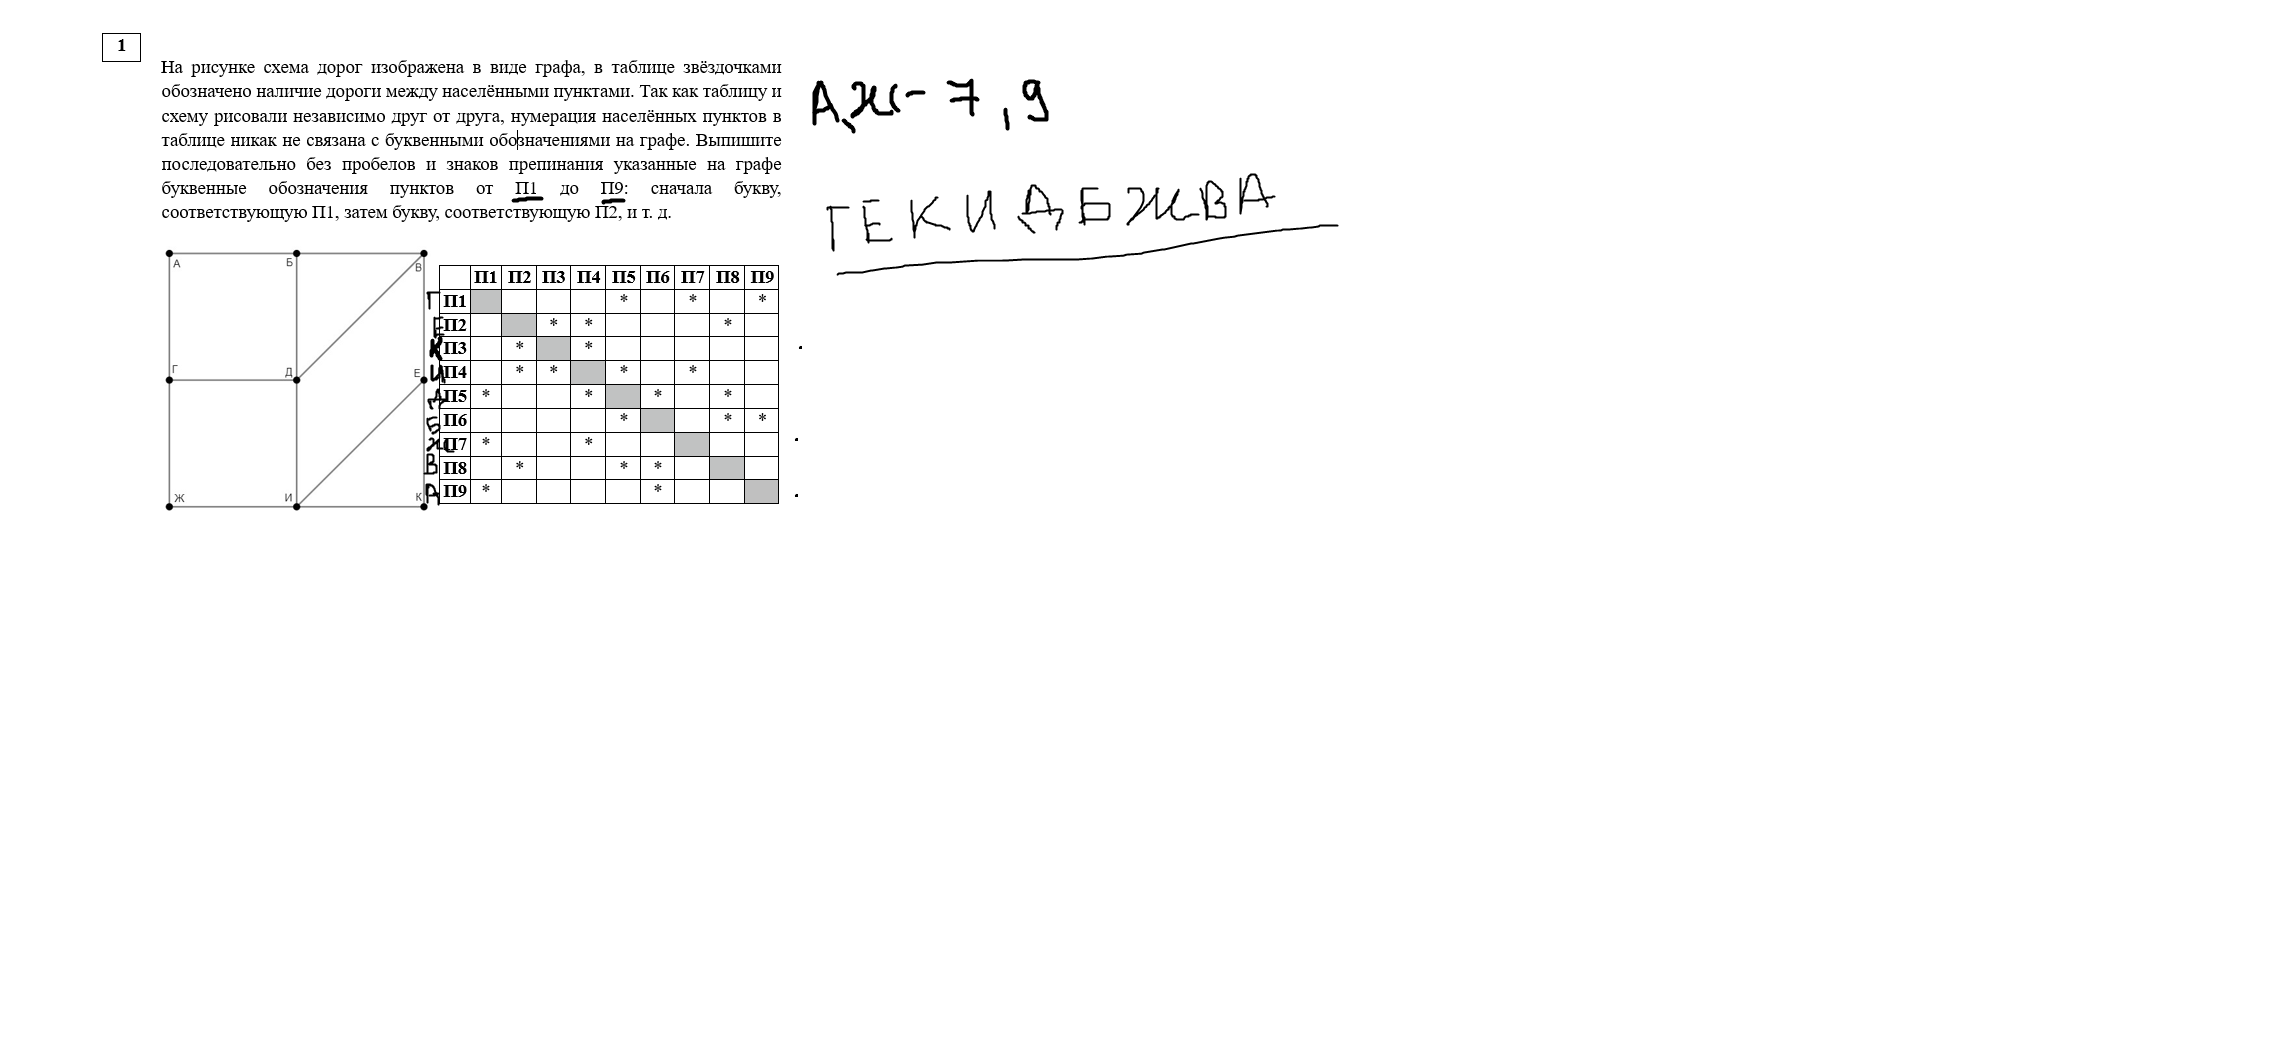 1
На рисунке схема дорог изображена в виде графа, в таблице звёздочками
обозначено наличие дороги между населёнными пунктами. Так как таблицу и
схему рисовали независимо друг от друга, нумерация населённых пунктов в
таблице никак не связана с буквенными обозначениями на графе. Выпишите
последовательно без пробелов и знаков препинания указанные на графе
буквенные обозначения пунктов от П1 до П9: сначала букву,
соответствующую П1, затем букву, соответствующую П2, и т. д.
А,Ж- 7, 9
ГЕКИДБЖВА
А Б В
Г Д Е
Ж И К
П1 П2 П3 П4 П5 П6 П7 П8 П9
Г П1 * * *
Е П2 * * *
К П3 * *
И П4 * * * *
Д П5 * * * *
Б П6 * * *
Ж П7 * *
В П8 * * *
А П9 * *